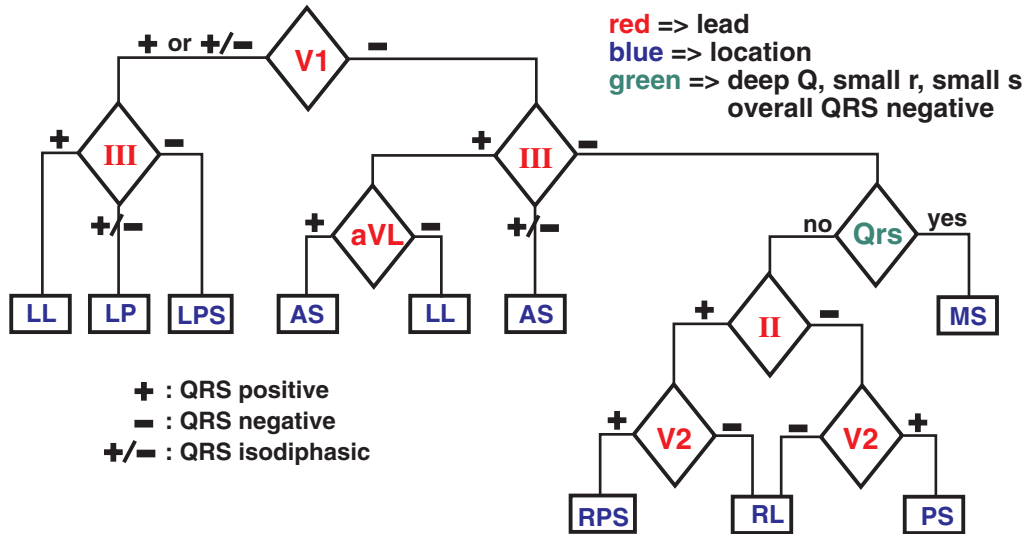 red => lead
blue => location
green => deep Q, small r, small s
overall QRS negative
+ or +/- V1 -
+ III -
+/-
+ III -
+/-
+ aVL -
no Qrs yes
LL LP LPS AS LL AS MS
+ II -
+ : QRS positive
- : QRS negative
+/- : QRS isodiphasic
+ V2 - - V2 +
RPS RL PS